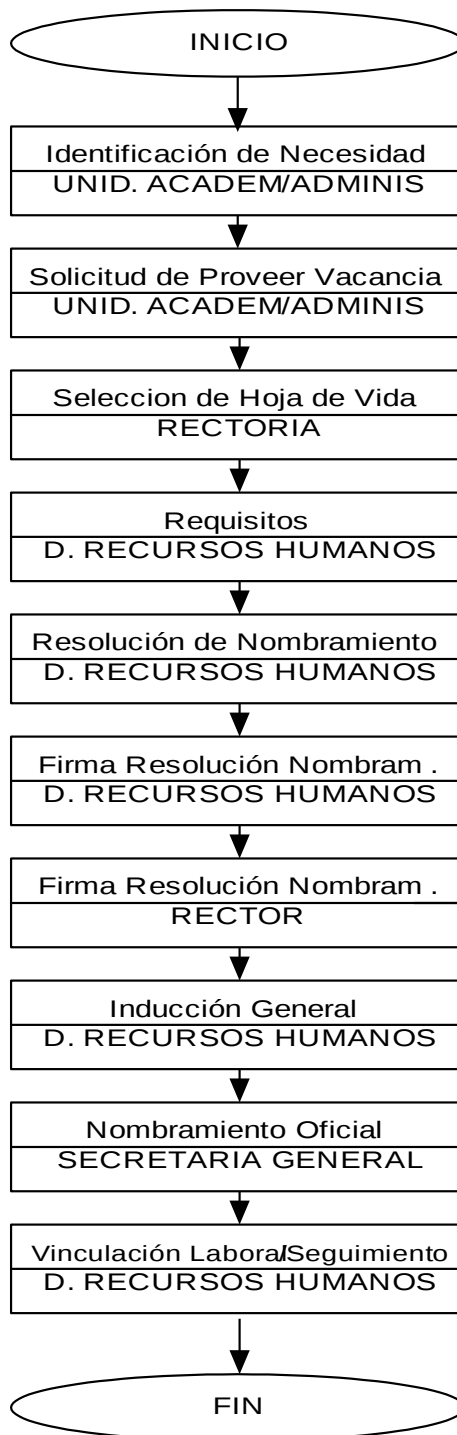 INICIO
Identificación de Necesidad
UNID. ACADEM/ADMINIS
Solicitud de Proveer Vacancia
UNID. ACADEM/ADMINIS
Seleccion de Hoja de Vida
RECTORIA
Requisitos
D. RECURSOS HUMANOS
Resolución de Nombramiento
D. RECURSOS HUMANOS
Firma Resolución Nombram .
D. RECURSOS HUMANOS
Firma Resolución Nombram .
RECTOR
Inducción General
D. RECURSOS HUMANOS
Nombramiento Oficial
SECRETARIA GENERAL
Vinculación Laboral/Seguimiento
D. RECURSOS HUMANOS
FIN